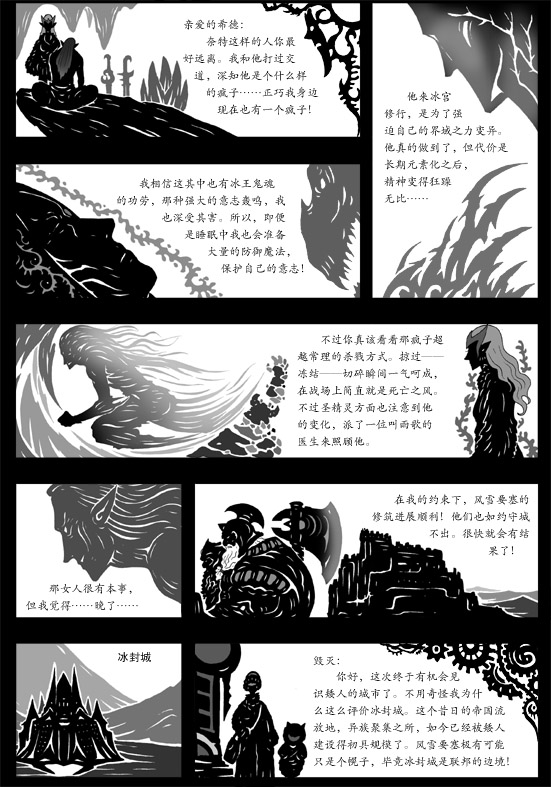 亲爱的希德：
奈特这样的人你最
好远离。我和他打过交
道，深知他是个什么样
的疯子……正巧我身边
现在也有一个疯子！
他来冰宫
修行，是为了强
迫自己的界域之力变异。
他真的做到了，但代价是
长期元素化之后，
精神变得狂躁
无比……
我相信这其中也有冰王鬼魂
的功劳，那种强大的意志轰鸣，我
也深受其害。所以，即便
是睡眠中我也会准备
大量的防御魔法，
保护自己的意志！
不过你真该看看那疯子超
越常理的杀戮方式。掠过——
冻结——切碎瞬间一气呵成，
在战场上简直就是死亡之风。
不过圣精灵方面也注意到他
的变化，派了一位叫雨歌的
医生来照顾他。
那女人很有本事，
但我觉得……晚了……
在我的约束下，风雪要塞的
修筑进展顺利！他们也如约守城
不出。很快就会有结
果了！
冰封城
毁灭：
你好，这次终于有机会见
识矮人的城市了。不用奇怪我为什
么这么评价冰封城。这个昔日的帝国流
放地，异族聚集之所，如今已经被矮人
建设得初具规模了。风雪要塞极有可能
只是个幌子，毕竟冰封城是联邦的边境！